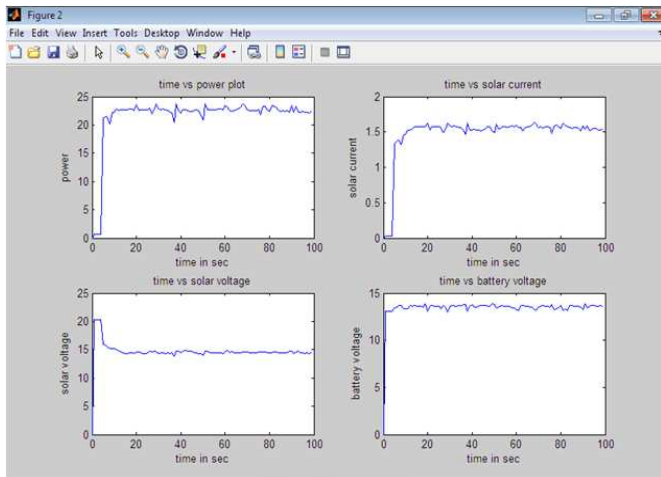 Figure 2
File Edit View Insert Tools Desktop Window Help
time vs power plot
25
20
15
10
5
0
power
0 20 40 60 80 100
time in sec
time vs solar current
2
1.5
1
0.5
0
solar current
0 20 40 60 80 100
time in sec
time vs solar voltage
25
20
15
10
5
0
solar voltage
0 20 40 60 80 100
time in sec
time vs battery voltage
15
10
5
0
battery voltage
0 20 40 60 80 100
time in sec